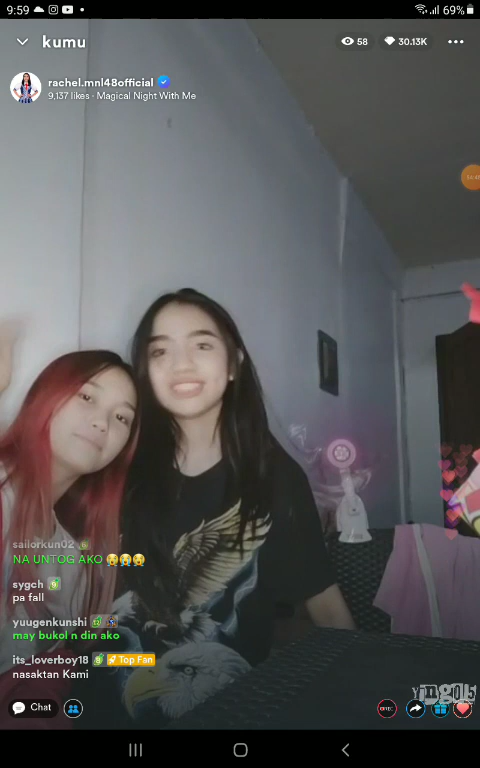 9:59
69%
kumu
58
30.13K
rachel.mnl48official
9,137 likes · Magical Night With Me
sailorkun02
NA UNTOG AKO 😭😭😭
sygch
pa fall
yuugenkunshi
may bukol n din ako
its_loverboy18 🚀 Top Fan
nasaktan Kami
Chat